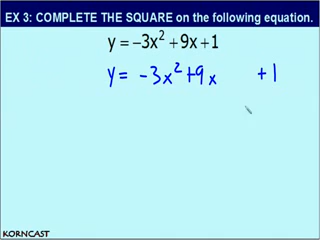 EX 3: COMPLETE THE SQUARE on the following equation.
y = −3x² + 9x + 1
y = -3x² + 9x + 1
KORNCAST